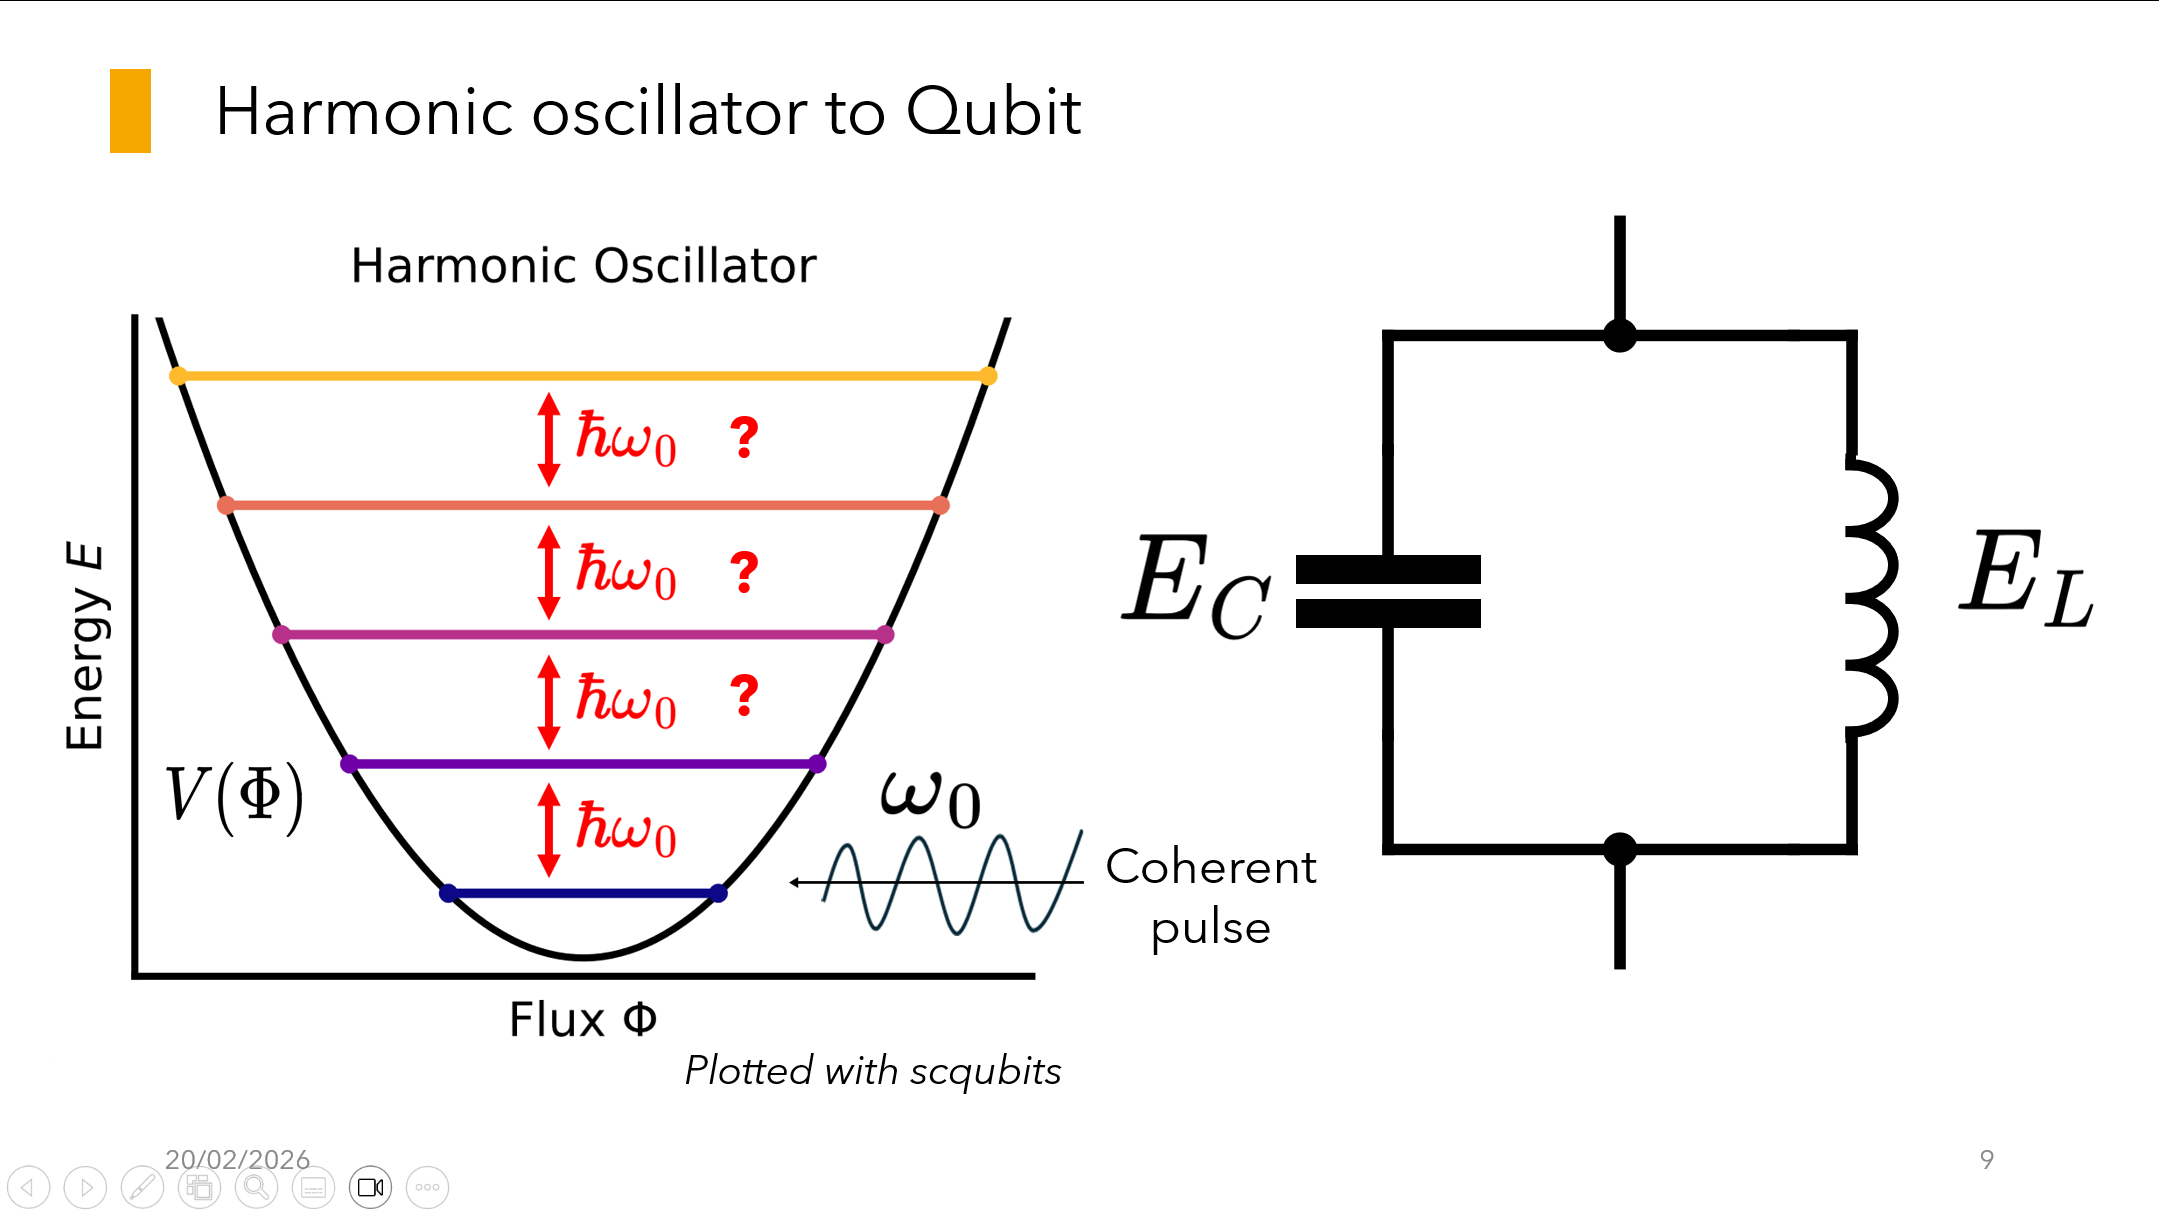 Harmonic oscillator to Qubit
Harmonic Oscillator
ħω₀ ?
ħω₀ ?
ħω₀ ?
ħω₀
Energy E
V(Φ)
Flux Φ
ω₀
Coherent
pulse
Plotted with scqubits
E_C
E_L
20/02/2026
9